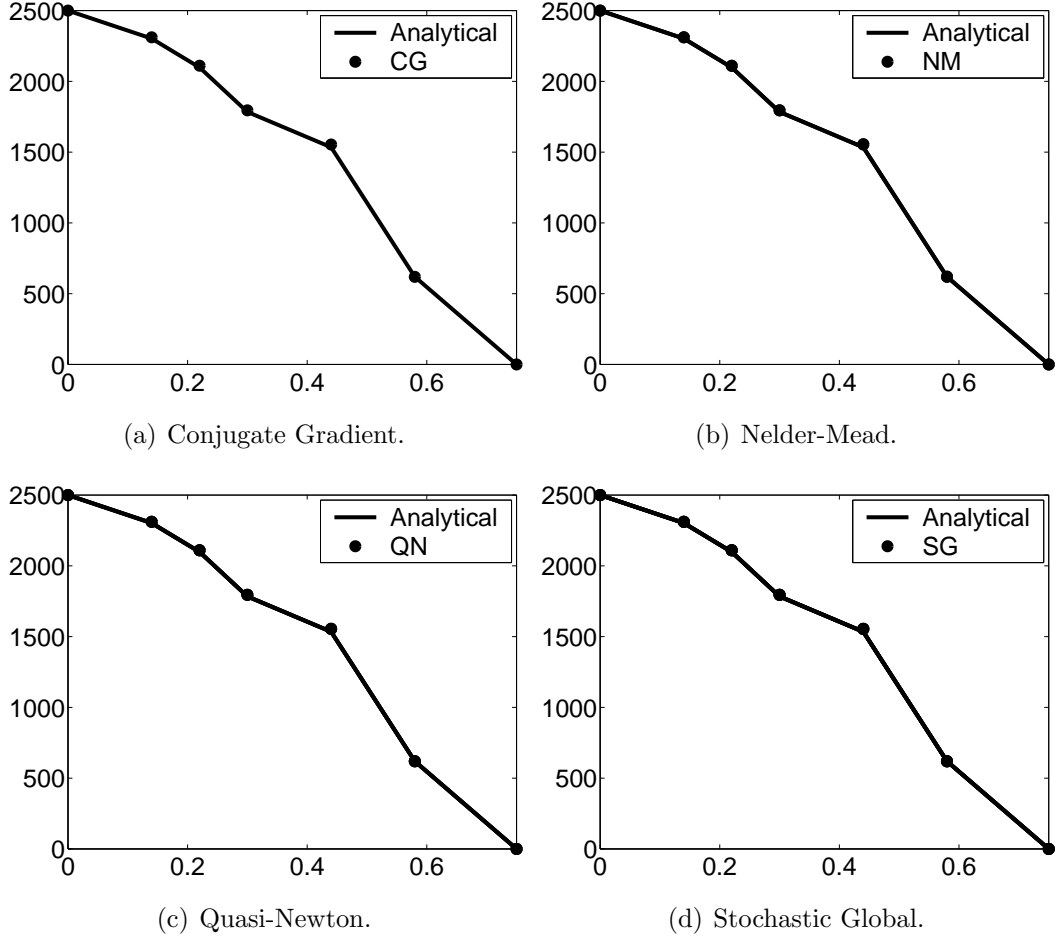 2500
2000
1500
1000
500
0
0 0.2 0.4 0.6
Analytical
CG
(a) Conjugate Gradient.
2500
2000
1500
1000
500
0
0 0.2 0.4 0.6
Analytical
NM
(b) Nelder-Mead.
2500
2000
1500
1000
500
0
0 0.2 0.4 0.6
Analytical
QN
(c) Quasi-Newton.
2500
2000
1500
1000
500
0
0 0.2 0.4 0.6
Analytical
SG
(d) Stochastic Global.